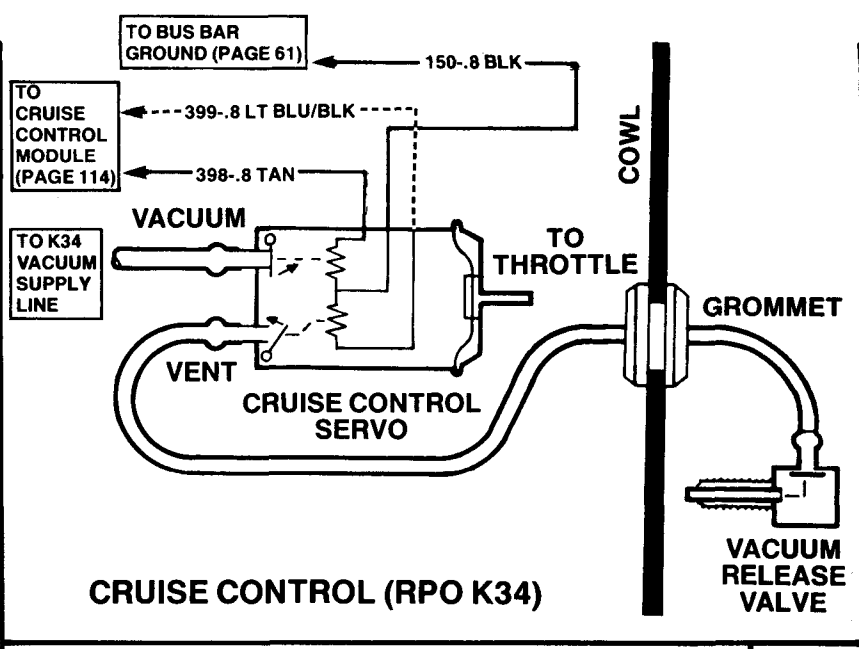 TO BUS BAR
GROUND (PAGE 61)
150-.8 BLK
TO
CRUISE
CONTROL
MODULE
(PAGE 114)
399-.8 LT BLU/BLK
398-.8 TAN
COWL
VACUUM
TO K34
VACUUM
SUPPLY
LINE
TO
THROTTLE
GROMMET
VENT
CRUISE CONTROL
SERVO
VACUUM
RELEASE
VALVE
CRUISE CONTROL (RPO K34)